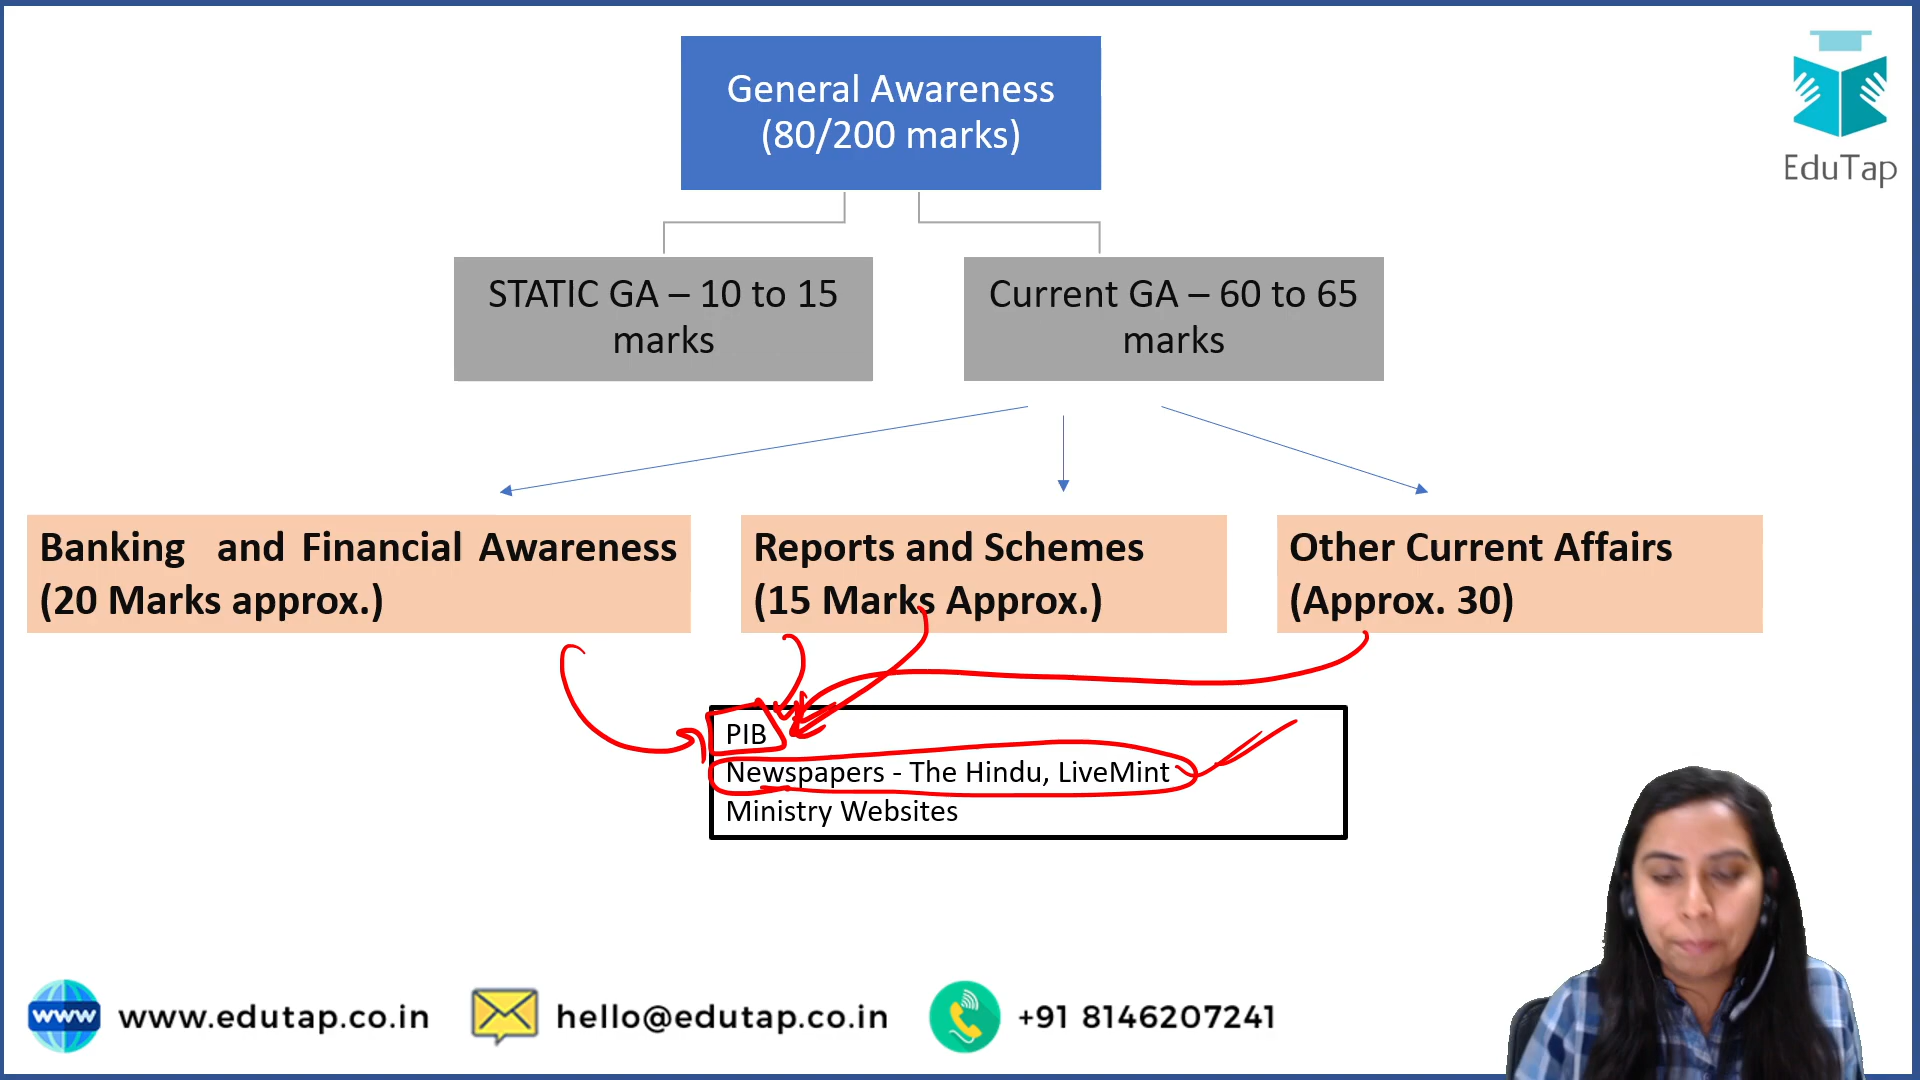 General Awareness
(80/200 marks)
EduTap
STATIC GA – 10 to 15
marks
Current GA – 60 to 65
marks
Banking and Financial Awareness
(20 Marks approx.)
Reports and Schemes
(15 Marks Approx.)
Other Current Affairs
(Approx. 30)
PIB
Newspapers - The Hindu, LiveMint
Ministry Websites
www
www.edutap.co.in
hello@edutap.co.in
+91 8146207241